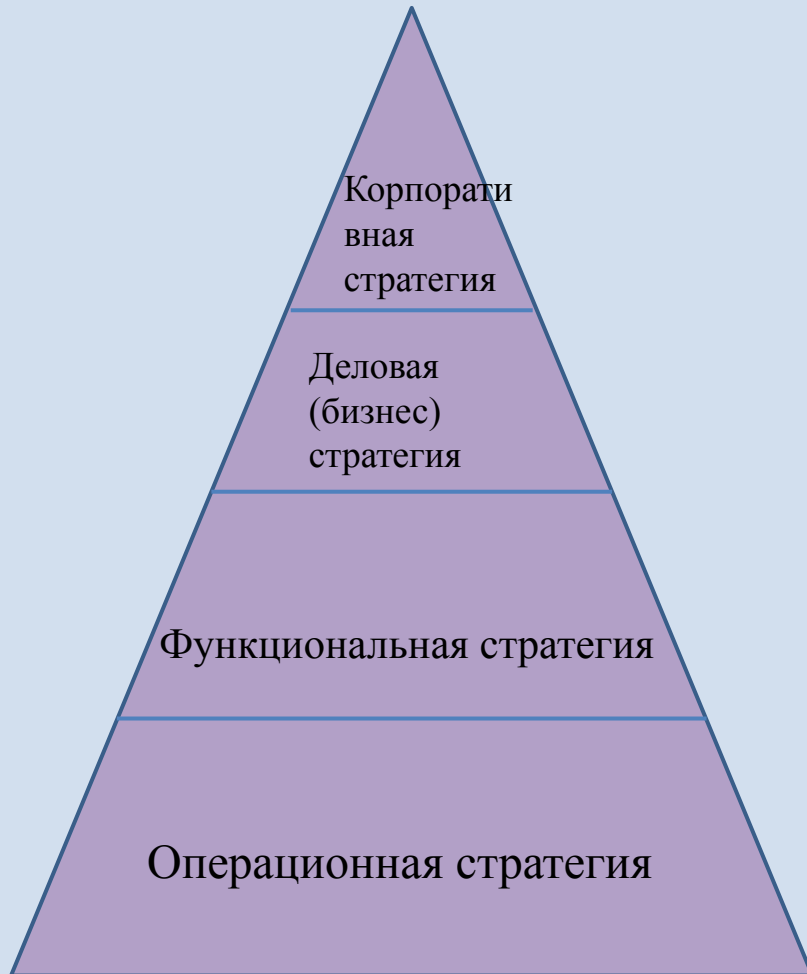 Корпорати
вная
стратегия
Деловая
(бизнес)
стратегия
Функциональная стратегия
Операционная стратегия